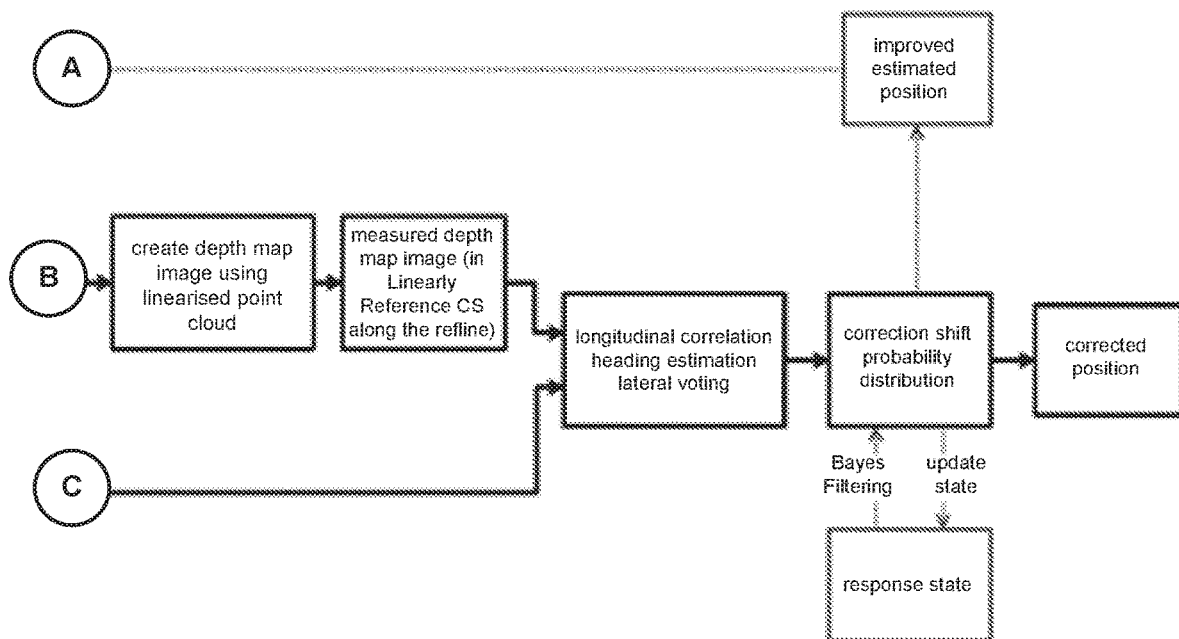 A
improved
estimated
position
B
create depth map
image using
linearised point
cloud
measured depth
map image (in
Linearly
Reference CS
along the refline)
longitudinal correlation
heading estimation
lateral voting
correction shift
probability
distribution
corrected
position
C
Bayes
Filtering
update
state
response state